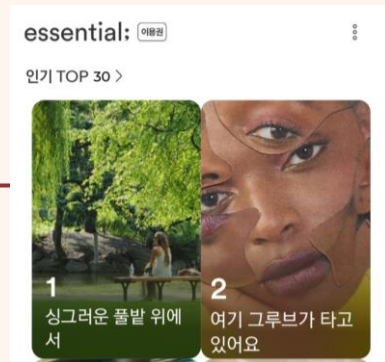 essential; 이용권
인기 TOP 30 >
1
싱그러운 풀밭 위에
서
2
여기 그루브가 타고
있어요